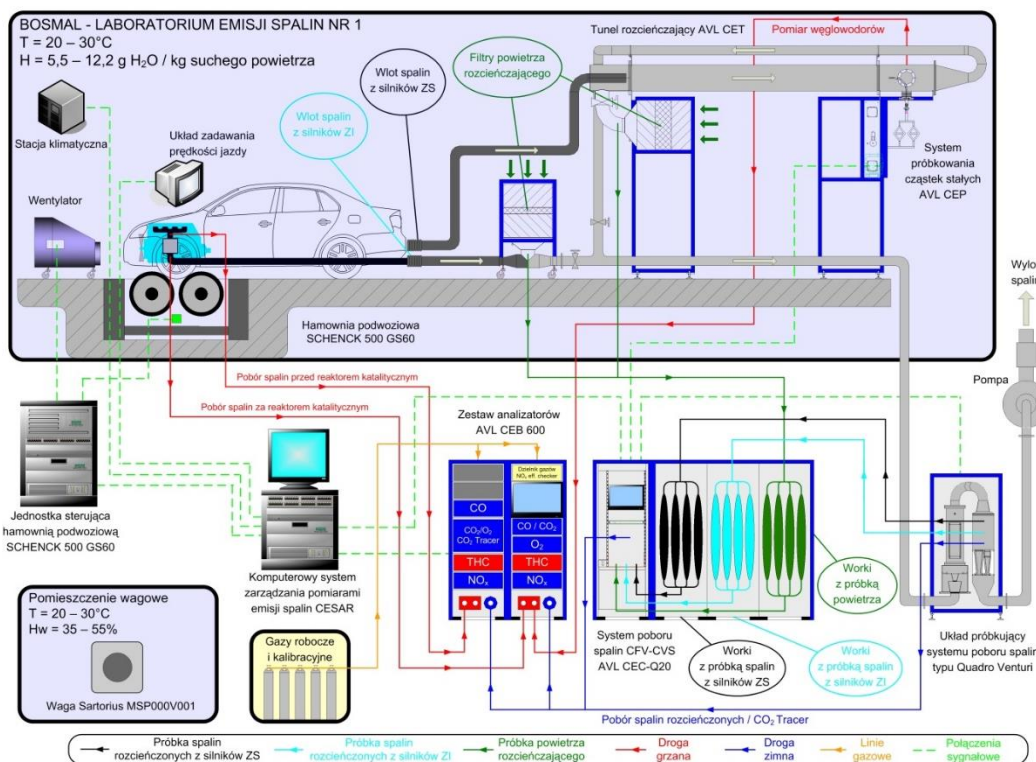 BOSMAL - LABORATORIUM EMISJI SPALIN NR 1
T = 20 – 30°C
H = 5,5 – 12,2 g H₂O / kg suchego powietrza
Stacja klimatyczna
Układ zadawania
prędkości jazdy
Wentylator
Wlot spalin
z silników ZI
Wlot spalin
z silników ZS
Filtry powietrza
rozcieńczającego
Tunel rozcieńczający AVL CET
Pomiar węglowodorów
System
próbkowania
cząstek stałych
AVL CEP
Hamownia podwoziowa
SCHENCK 500 GS60
Wylot
spalin
Pompa
Pobór spalin przed reaktorem katalitycznym
Pobór spalin za reaktorem katalitycznym
Zestaw analizatorów
AVL CEB 600
Jednostka sterująca
hamownią podwoziową
SCHENCK 500 GS60
Komputerowy system
zarządzania pomiarami
emisji spalin CESAR
CO
CO₂/O₂
CO₂ Tracer
THC
NOₓ
Dzielnik gazów
NOₓ eff. checker
CO / CO₂
O₂
THC
NOₓ
System poboru
spalin CFV-CVS
AVL CEC-Q20
Worki
z próbką spalin
z silników ZS
Worki
z próbką spalin
z silników ZI
Worki
z próbką
powietrza
Układ próbkujący
systemu poboru spalin
typu Quadro Venturi
Pomieszczenie wagowe
T = 20 – 30°C
Hw = 35 – 55%
Waga Sartorius MSP000V001
Gazy robocze
i kalibracyjne
Pobór spalin rozcieńczonych / CO₂ Tracer
Próbka spalin
rozcieńczonych z silników ZS
Próbka spalin
rozcieńczonych z silników ZI
Próbka powietrza
rozcieńczającego
Droga
grzana
Droga
zimna
Linie
gazowe
Połączenia
sygnałowe